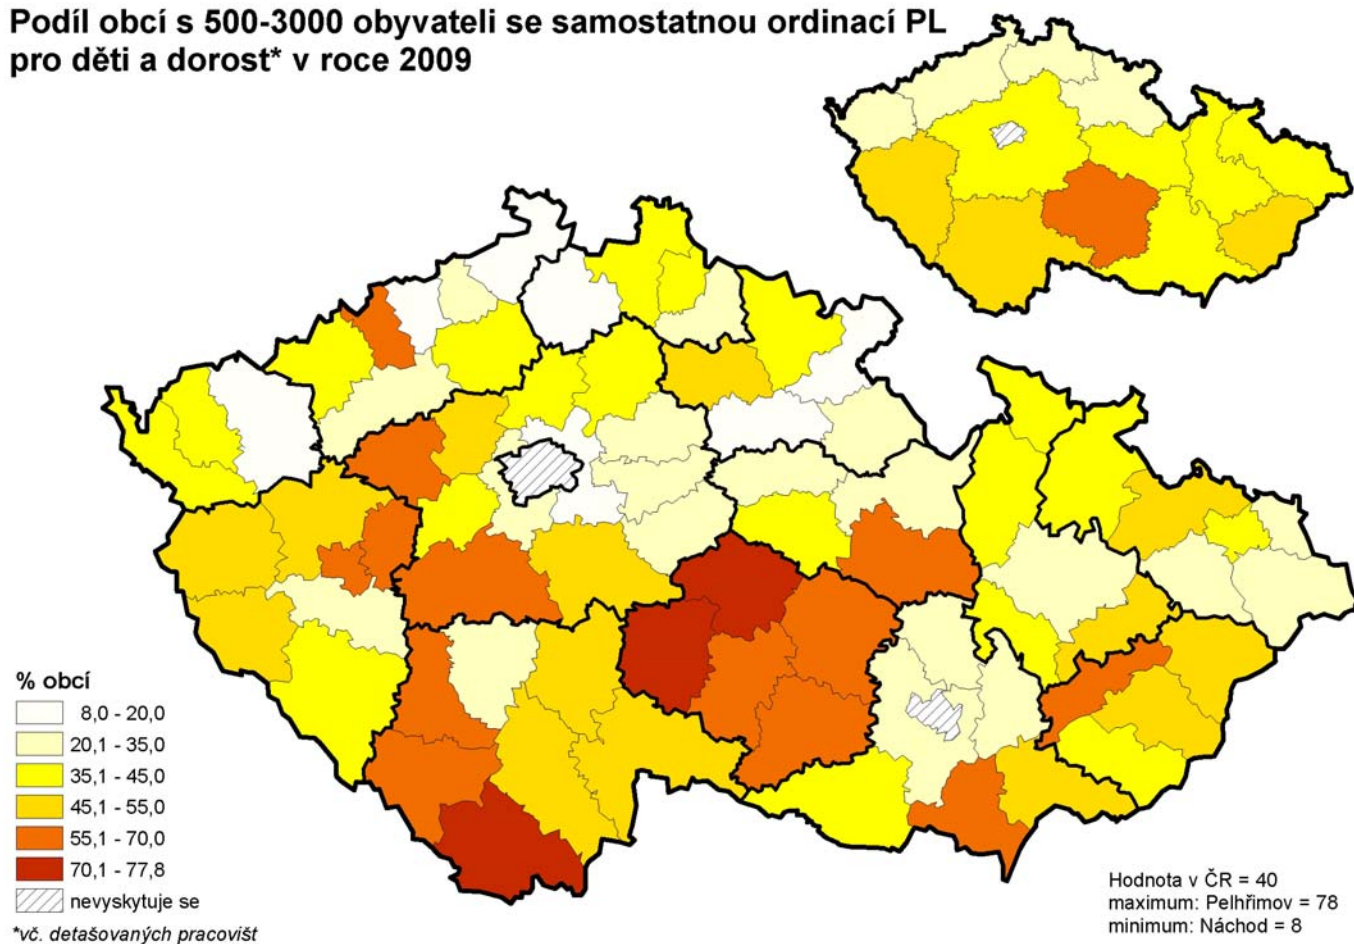 Podíl obcí s 500-3000 obyvateli se samostatnou ordinací PL
pro děti a dorost* v roce 2009
% obcí
8,0 - 20,0
20,1 - 35,0
35,1 - 45,0
45,1 - 55,0
55,1 - 70,0
70,1 - 77,8
nevyskytuje se
*vč. detašovaných pracovišt
Hodnota v ČR = 40
maximum: Pelhřimov = 78
minimum: Náchod = 8